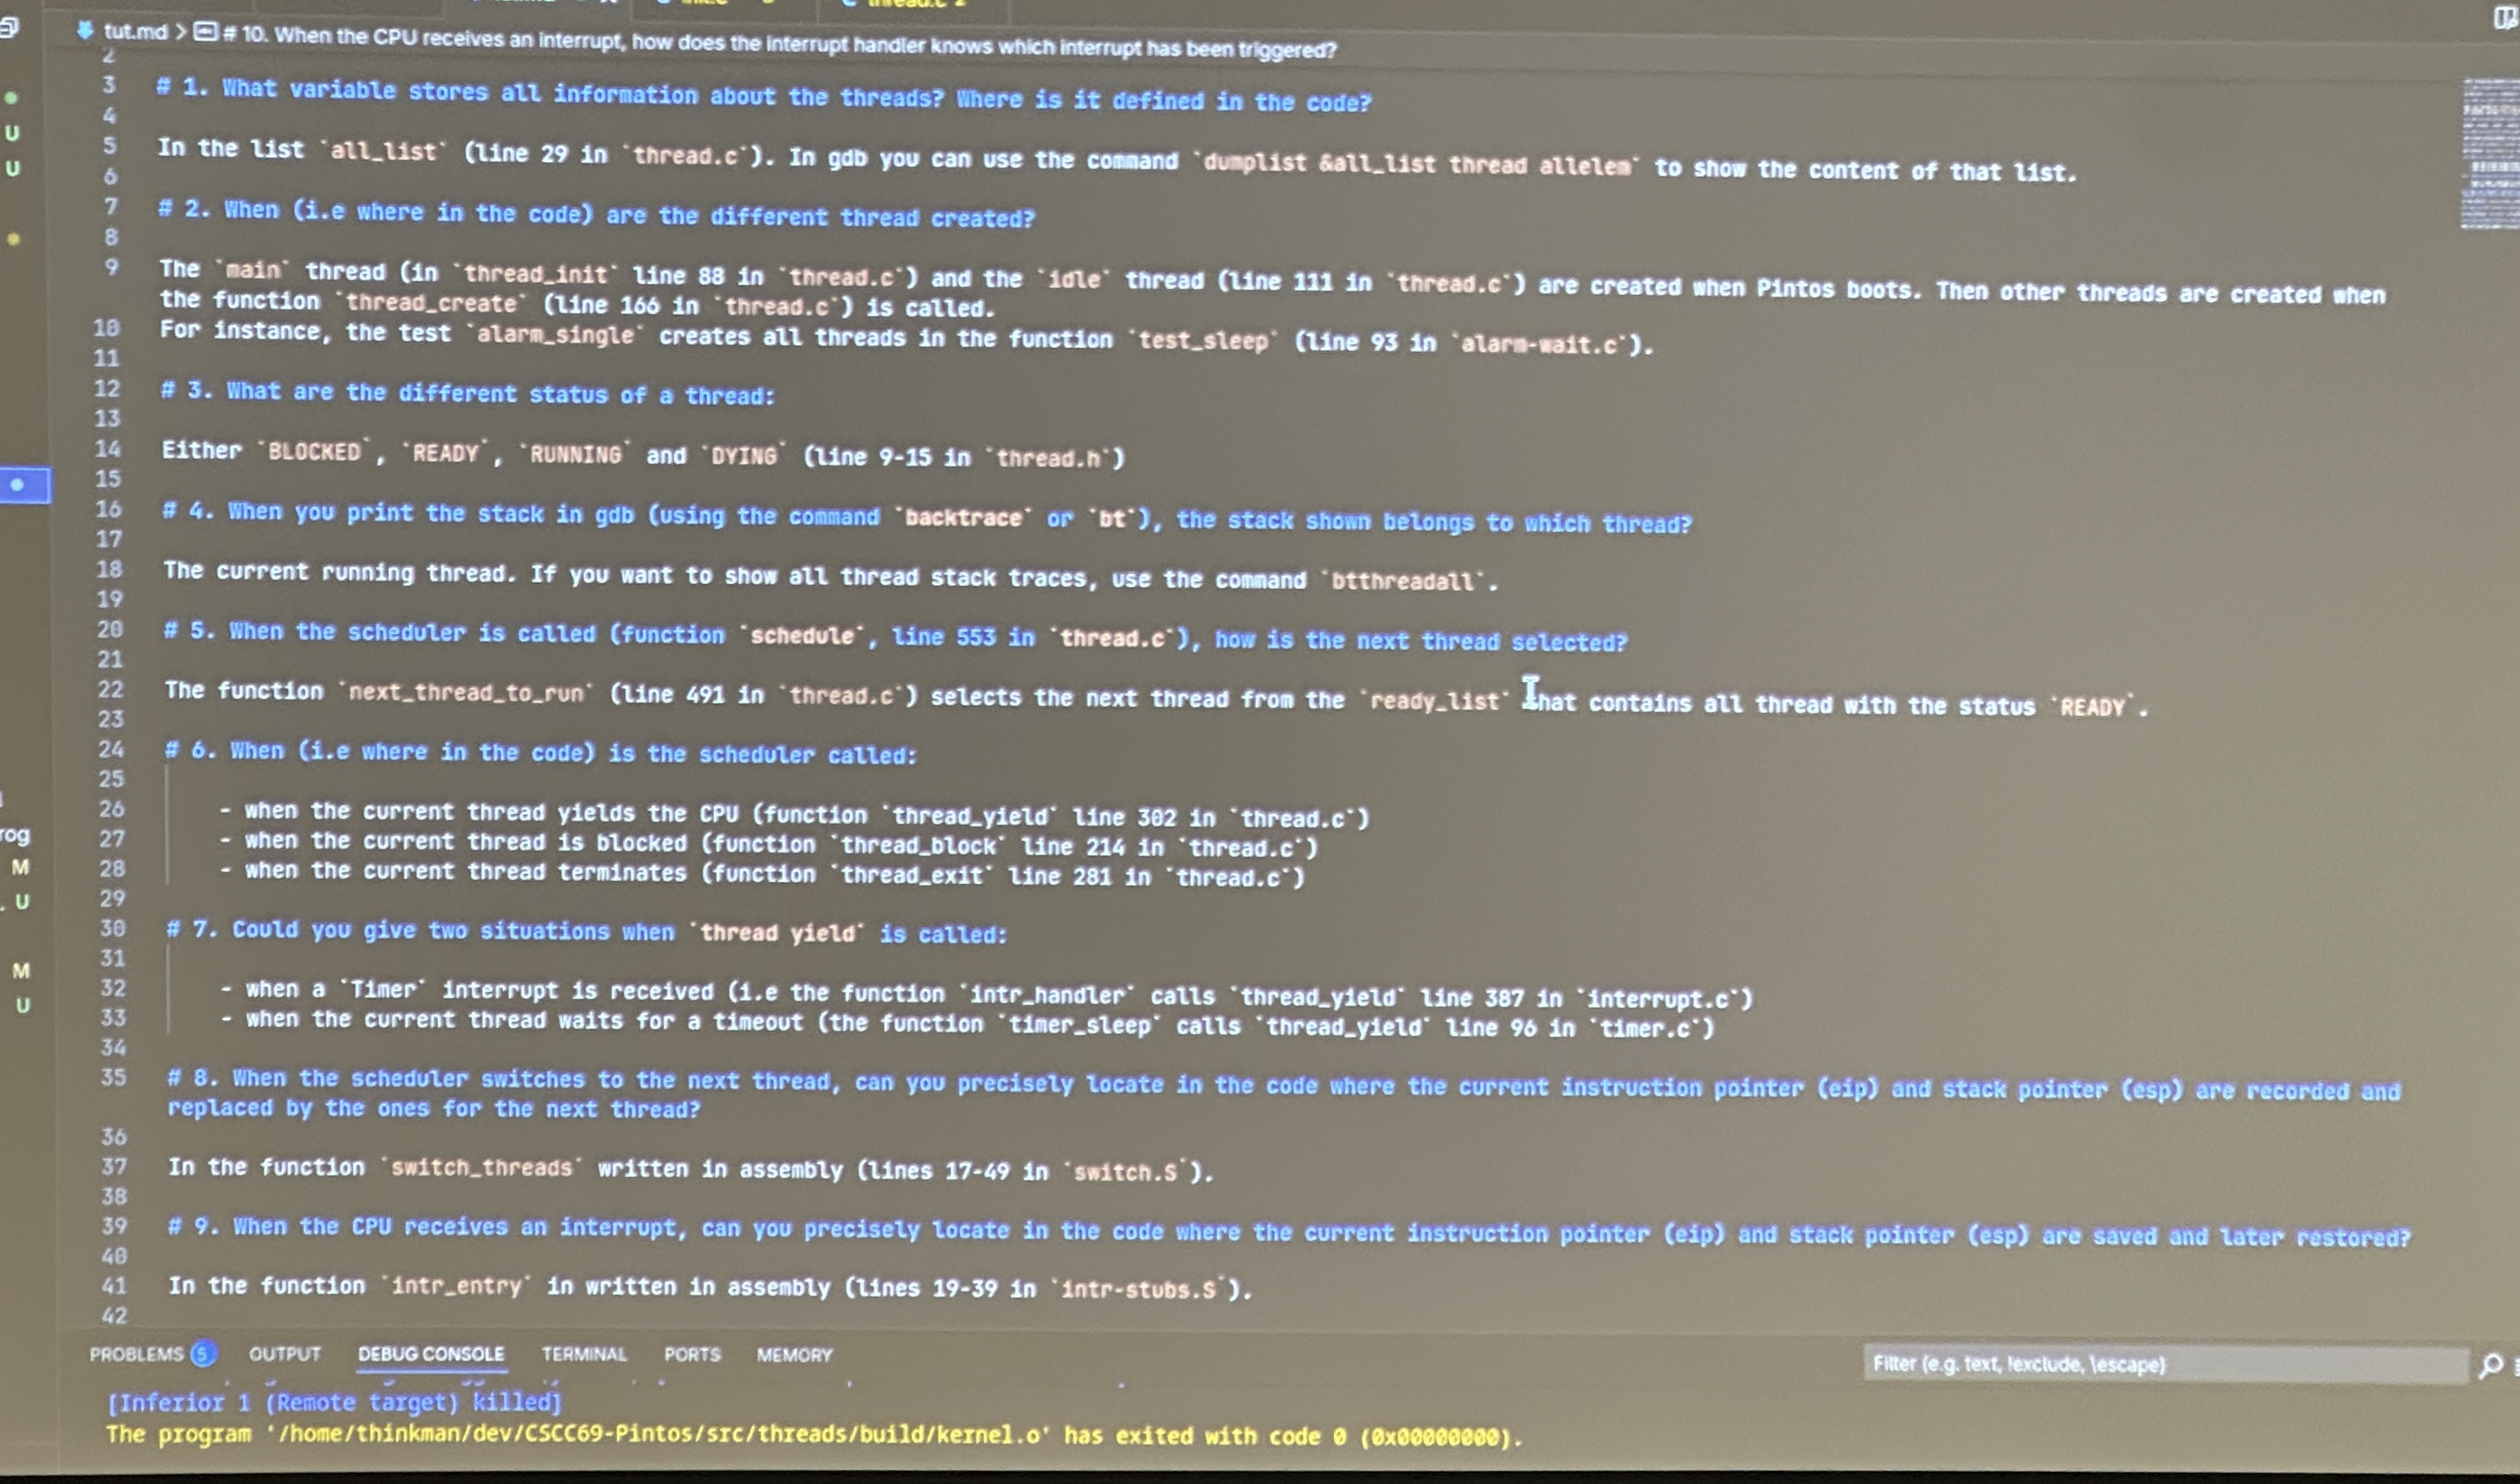 tut.md > # 10. When the CPU receives an interrupt, how does the interrupt handler knows which interrupt has been triggered?
2
3 # 1. What variable stores all information about the threads? Where is it defined in the code?
4
5 In the list `all_list` (line 29 in `thread.c`). In gdb you can use the command `dumplist &all_list thread allelem` to show the content of that list.
6
7 # 2. When (i.e where in the code) are the different thread created?
8
9 The `main` thread (in `thread_init` line 88 in `thread.c`) and the `idle` thread (line 111 in `thread.c`) are created when Pintos boots. Then other threads are created when
the function `thread_create` (line 166 in `thread.c`) is called.
10 For instance, the test `alarm_single` creates all threads in the function `test_sleep` (line 93 in `alarm-wait.c`).
11
12 # 3. What are the different status of a thread:
13
14 Either `BLOCKED`, `READY`, `RUNNING` and `DYING` (line 9-15 in `thread.h`)
15
16 # 4. When you print the stack in gdb (using the command `backtrace` or `bt`), the stack shown belongs to which thread?
17
18 The current running thread. If you want to show all thread stack traces, use the command `btthreadall`.
19
20 # 5. When the scheduler is called (function `schedule`, line 553 in `thread.c`), how is the next thread selected?
21
22 The function `next_thread_to_run` (line 491 in `thread.c`) selects the next thread from the `ready_list` that contains all thread with the status `READY`.
23
24 # 6. When (i.e where in the code) is the scheduler called:
25
26 - when the current thread yields the CPU (function `thread_yield` line 302 in `thread.c`)
27 - when the current thread is blocked (function `thread_block` line 214 in `thread.c`)
28 - when the current thread terminates (function `thread_exit` line 281 in `thread.c`)
29
30 # 7. Could you give two situations when `thread yield` is called:
31
32 - when a `Timer` interrupt is received (i.e the function `intr_handler` calls `thread_yield` line 387 in `interrupt.c`)
33 - when the current thread waits for a timeout (the function `timer_sleep` calls `thread_yield` line 96 in `timer.c`)
34
35 # 8. When the scheduler switches to the next thread, can you precisely locate in the code where the current instruction pointer (eip) and stack pointer (esp) are recorded and
replaced by the ones for the next thread?
36
37 In the function `switch_threads` written in assembly (lines 17-49 in `switch.S`).
38
39 # 9. When the CPU receives an interrupt, can you precisely locate in the code where the current instruction pointer (eip) and stack pointer (esp) are saved and later restored?
40
41 In the function `intr_entry` in written in assembly (lines 19-39 in `intr-stubs.S`).
42
U
U
rog
M
U
M
U
PROBLEMS 5 OUTPUT DEBUG CONSOLE TERMINAL PORTS MEMORY
Filter (e.g. text, !exclude, \escape)
[Inferior 1 (Remote target) killed]
The program '/home/thinkman/dev/CSCC69-Pintos/src/threads/build/kernel.o' has exited with code 0 (0x00000000).